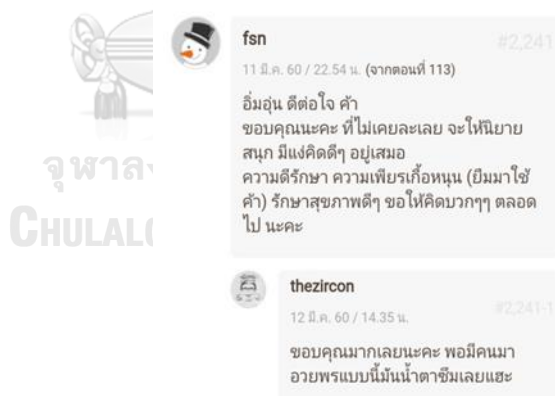 fsn
#2,241
11 มี.ค. 60 / 22.54 น. (จากตอนที่ 113)
อิ่มอุ่น ดีต่อใจ ค้า
ขอบคุณนะคะ ที่ไม่เคยละเลย จะให้นิยาย
สนุก มีแง่คิดดีๆ อยู่เสมอ
ความดีรักษา ความเพียรเกื้อหนุน (ยืมมาใช้
ค้า) รักษาสุขภาพดีๆ ขอให้คิดบวกๆๆ ตลอด
ไป นะคะ
จุฬาล
CHULAL
thezircon
#2,241-1
12 มี.ค. 60 / 14.35 น.
ขอบคุณมากเลยนะคะ พอมีคนมา
อวยพรแบบนี้มันน้ำตาซึมเลยแฮะ